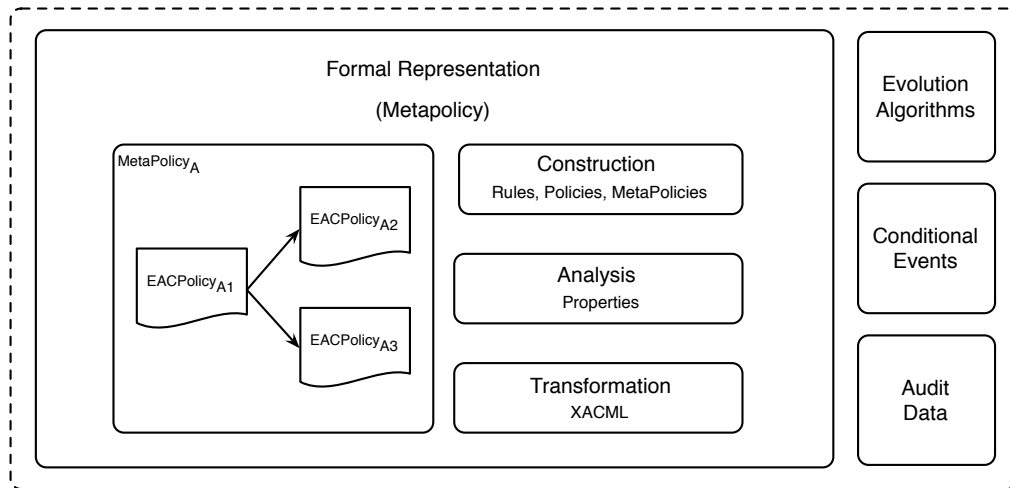 Formal Representation
(Metapolicy)
MetaPolicyA
EACPolicyA1
EACPolicyA2
EACPolicyA3
Construction
Rules, Policies, MetaPolicies
Analysis
Properties
Transformation
XACML
Evolution
Algorithms
Conditional
Events
Audit
Data